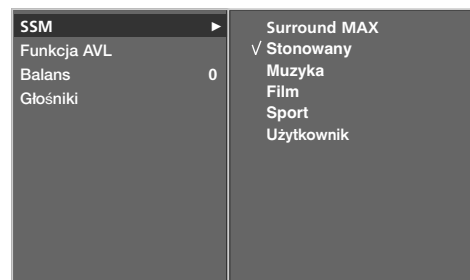 SSM ►
Funkcja AVL
Balans 0
Głośniki
Surround MAX
√ Stonowany
Muzyka
Film
Sport
Użytkownik